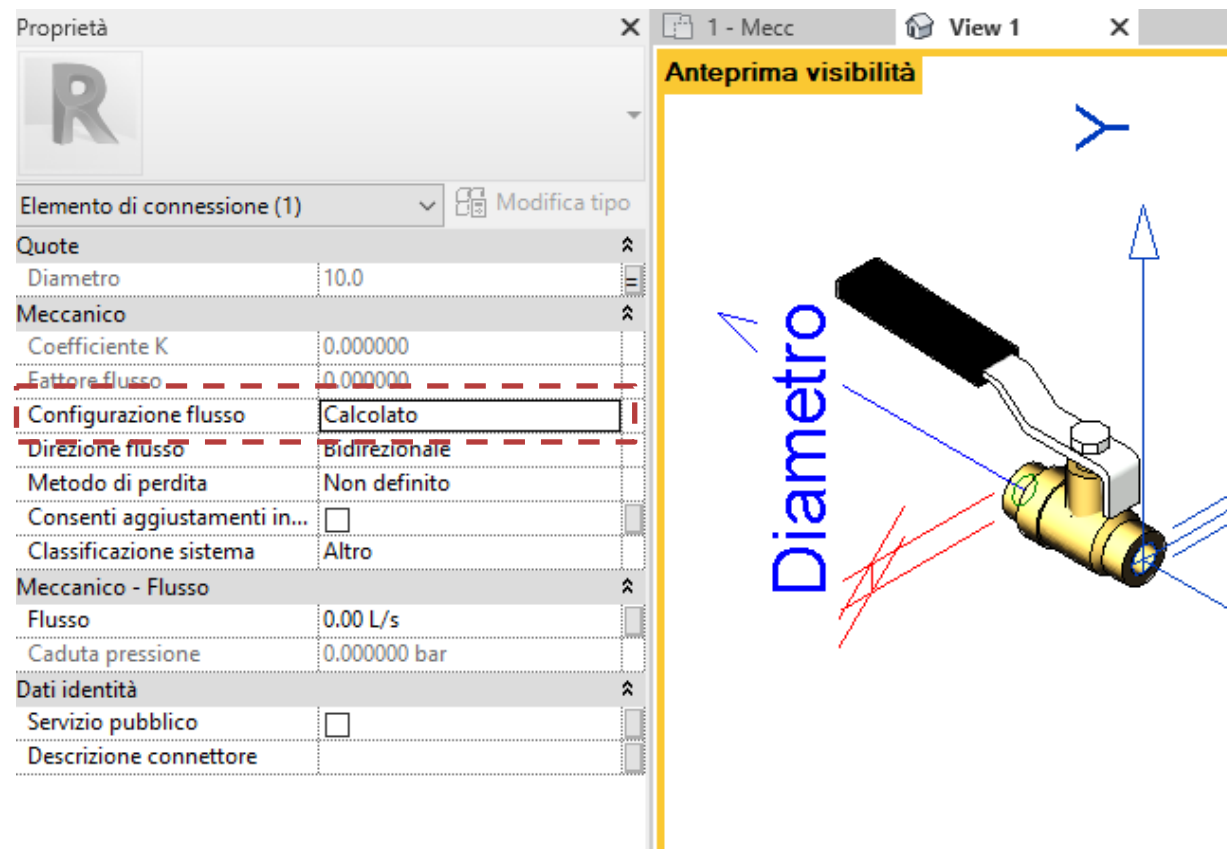 Proprietà
Elemento di connessione (1) Modifica tipo
Quote
Diametro 10.0 =
Meccanico
Coefficiente K 0.000000
Fattore flusso 0.000000
Configurazione flusso Calcolato
Direzione flusso Bidirezionale
Metodo di perdita Non definito
Consenti aggiustamenti in...
Classificazione sistema Altro
Meccanico - Flusso
Flusso 0.00 L/s
Caduta pressione 0.000000 bar
Dati identità
Servizio pubblico
Descrizione connettore
1 - Mecc View 1
Anteprima visibilità
Y
Diametro